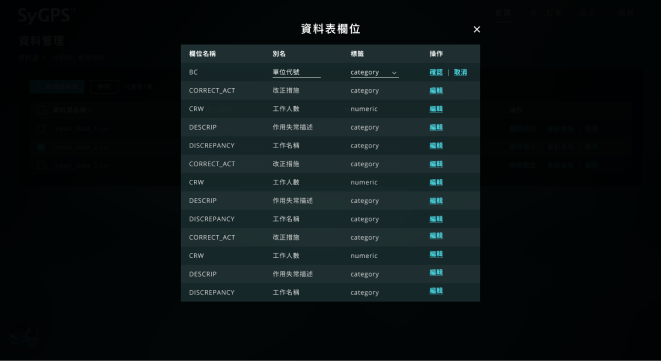 SyGPS
資料表欄位
×
資料管理
欄位名稱 別名 標籤 操作
BC 單位代號 category 確認 | 取消
CORRECT_ACT 改正措施 category 編輯
CRW 工作人數 numeric 編輯
DESCRIP 作用失常描述 category 編輯
DISCREPANCY 工作名稱 category 編輯
CORRECT_ACT 改正措施 category 編輯
CRW 工作人數 numeric 編輯
DESCRIP 作用失常描述 category 編輯
DISCREPANCY 工作名稱 category 編輯
CORRECT_ACT 改正措施 category 編輯
CRW 工作人數 numeric 編輯
DESCRIP 作用失常描述 category 編輯
DISCREPANCY 工作名稱 category 編輯